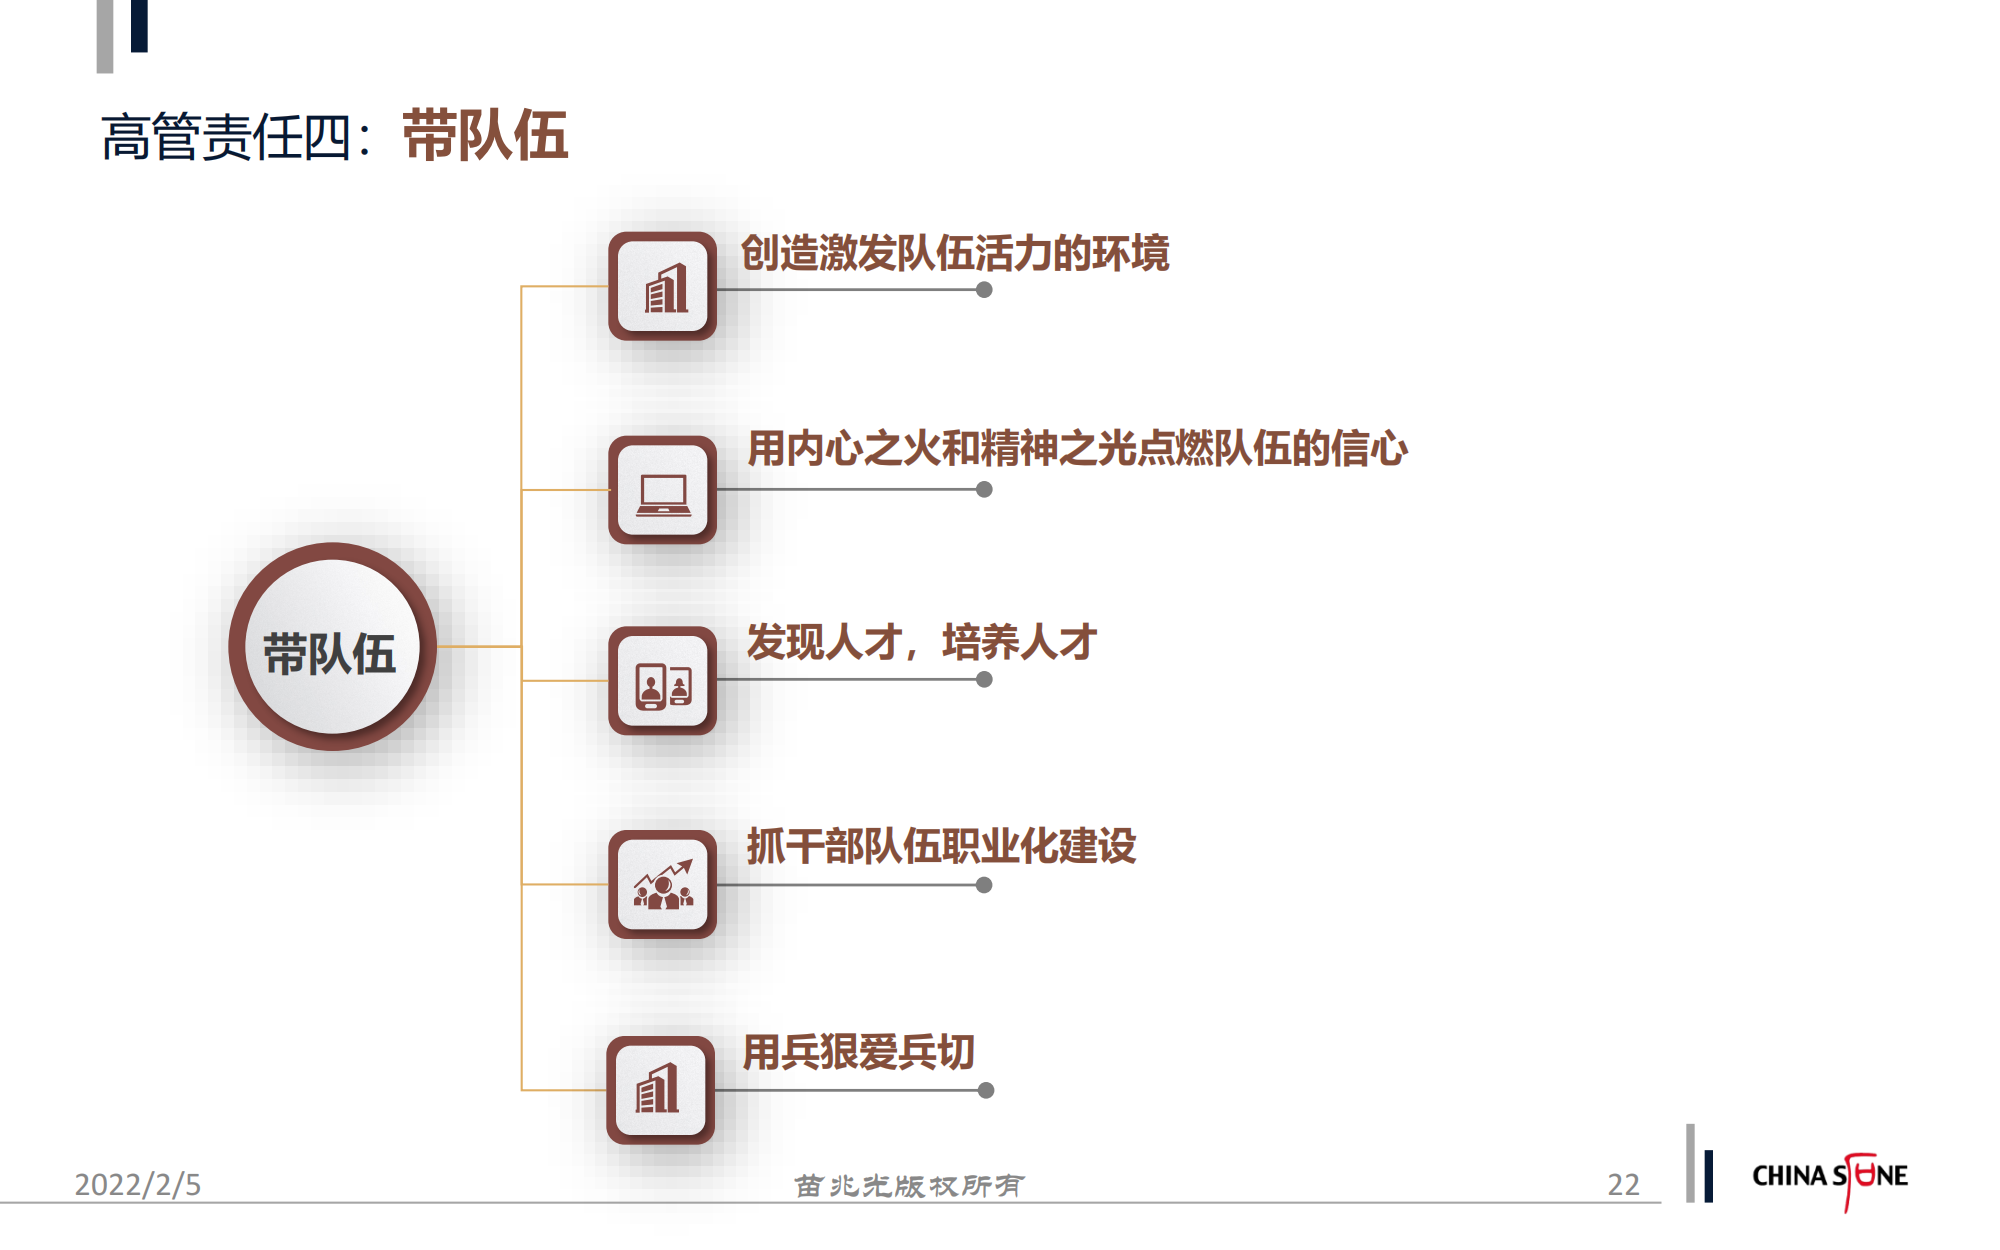 高管责任四：带队伍
创造激发队伍活力的环境
用内心之火和精神之光点燃队伍的信心
带队伍
发现人才，培养人才
抓干部队伍职业化建设
用兵狠爱兵切
2022/2/5
苗兆光版权所有
22
CHINA STONE